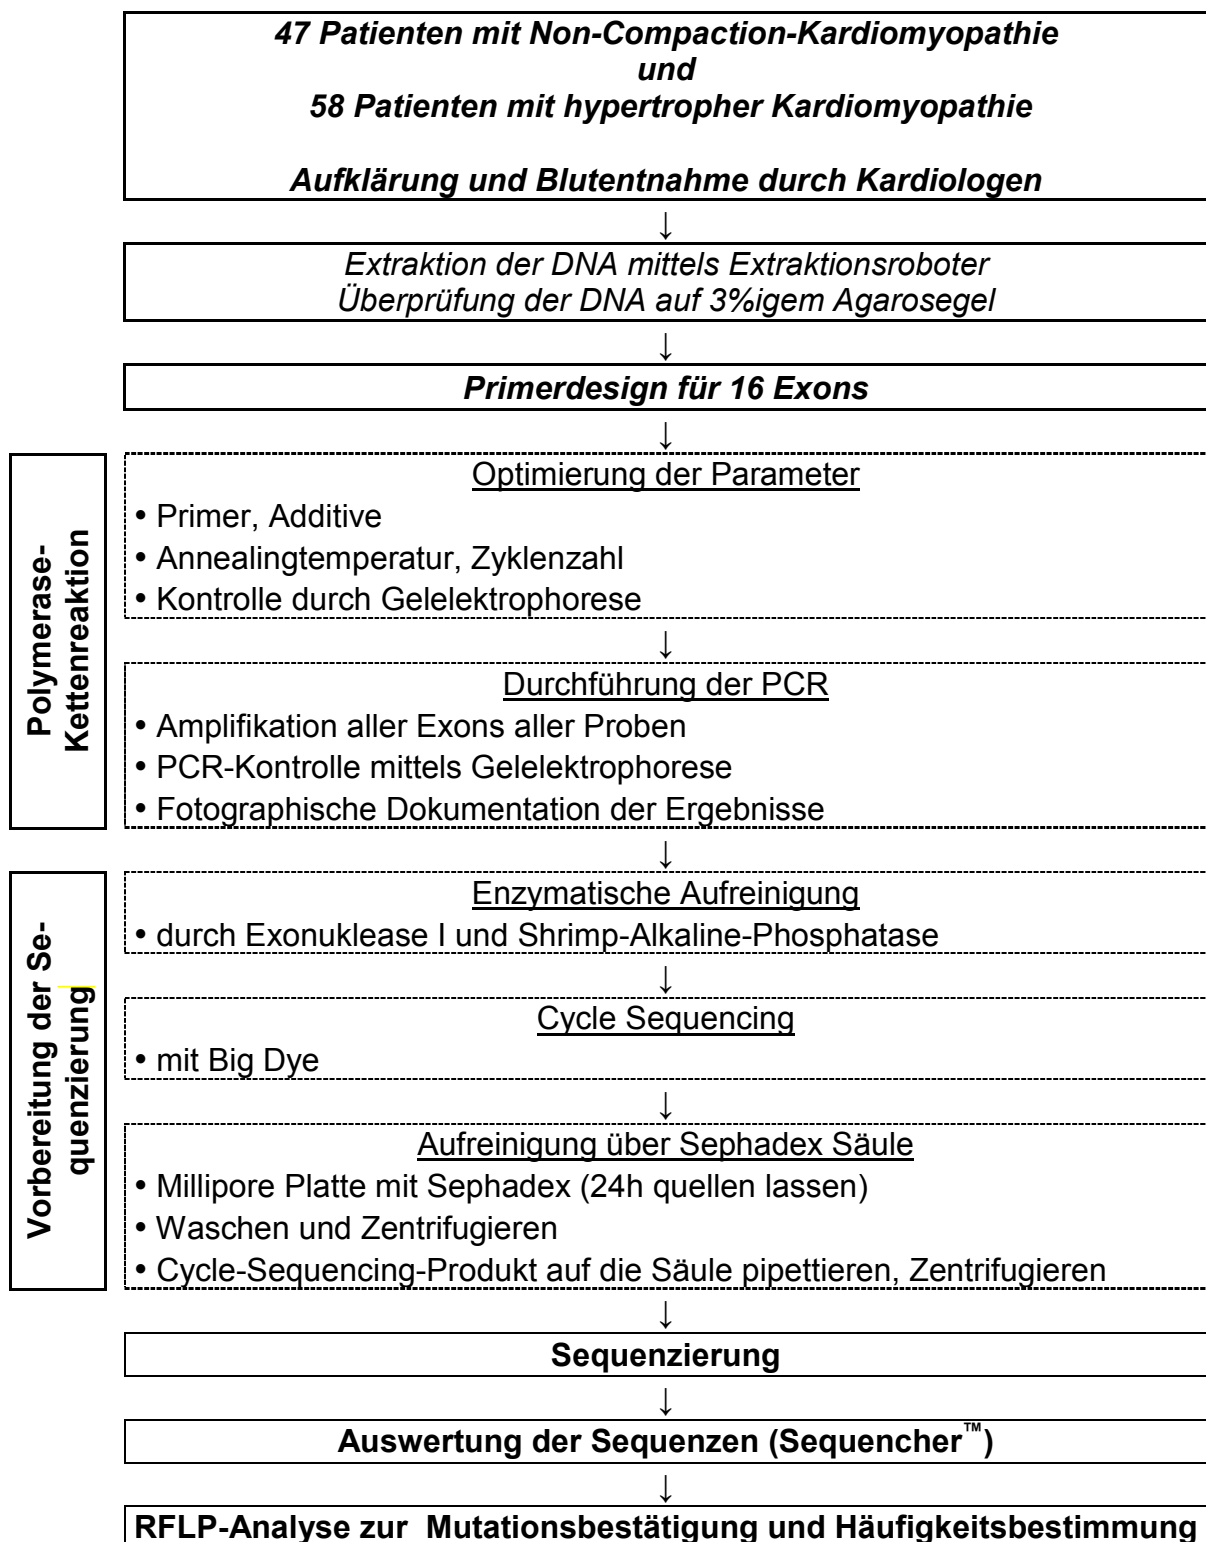 47 Patienten mit Non-Compaction-Kardiomyopathie
und
58 Patienten mit hypertropher Kardiomyopathie
Aufklärung und Blutentnahme durch Kardiologen
↓
Extraktion der DNA mittels Extraktionsroboter
Überprüfung der DNA auf 3%igem Agarosegel
↓
Primerdesign für 16 Exons
↓
Polymerase-
Kettenreaktion
Optimierung der Parameter
• Primer, Additive
• Annealingtemperatur, Zyklenzahl
• Kontrolle durch Gelelektrophorese
↓
Durchführung der PCR
• Amplifikation aller Exons aller Proben
• PCR-Kontrolle mittels Gelelektrophorese
• Fotographische Dokumentation der Ergebnisse
↓
Vorbereitung der Se-
quenzierung
Enzymatische Aufreinigung
• durch Exonuklease I und Shrimp-Alkaline-Phosphatase
↓
Cycle Sequencing
• mit Big Dye
↓
Aufreinigung über Sephadex Säule
• Millipore Platte mit Sephadex (24h quellen lassen)
• Waschen und Zentrifugieren
• Cycle-Sequencing-Produkt auf die Säule pipettieren, Zentrifugieren
↓
Sequenzierung
↓
Auswertung der Sequenzen (Sequencher™)
↓
RFLP-Analyse zur  Mutationsbestätigung und Häufigkeitsbestimmung